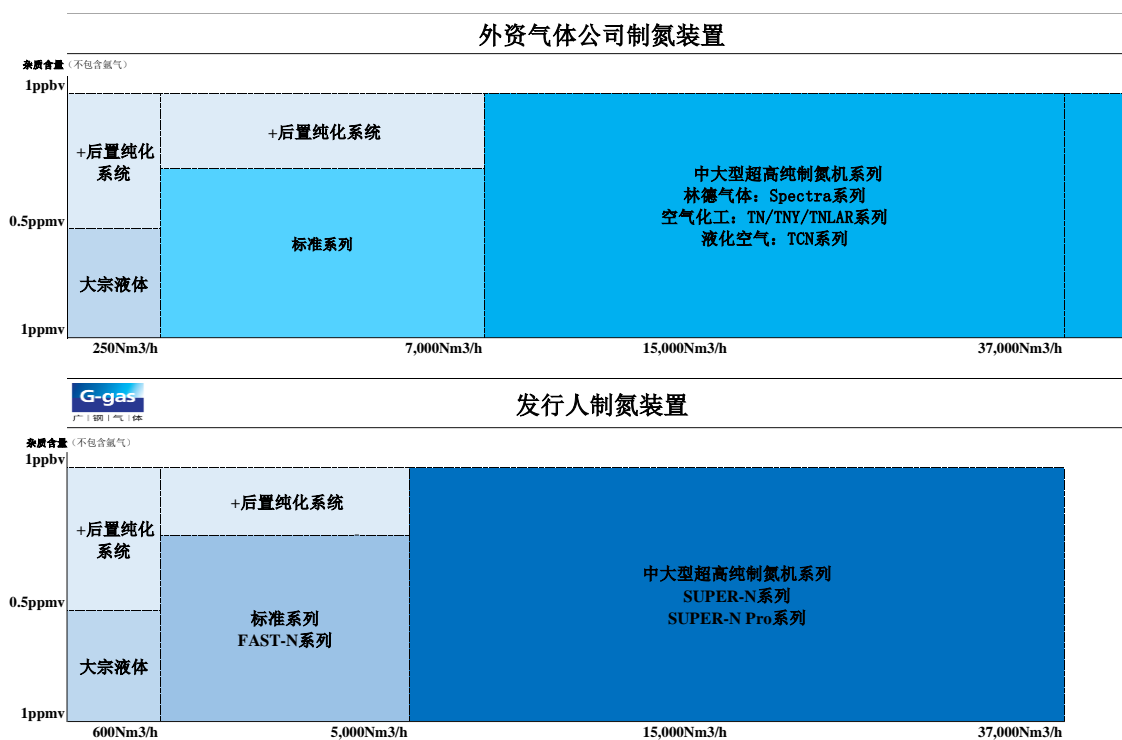 外资气体公司制氮装置
杂质含量（不包含氩气）
1ppbv
+后置纯化
系统
+后置纯化系统
中大型超高纯制氮机系列
林德气体：Spectra系列
空气化工：TN/TNY/TNLAR系列
液化空气：TCN系列
0.5ppmv
标准系列
大宗液体
1ppmv
250Nm3/h
7,000Nm3/h
15,000Nm3/h
37,000Nm3/h
G-gas
广|钢|气|体
发行人制氮装置
杂质含量（不包含氩气）
1ppbv
+后置纯化
系统
+后置纯化系统
中大型超高纯制氮机系列
SUPER-N系列
SUPER-N Pro系列
0.5ppmv
标准系列
FAST-N系列
大宗液体
1ppmv
600Nm3/h
5,000Nm3/h
15,000Nm3/h
37,000Nm3/h